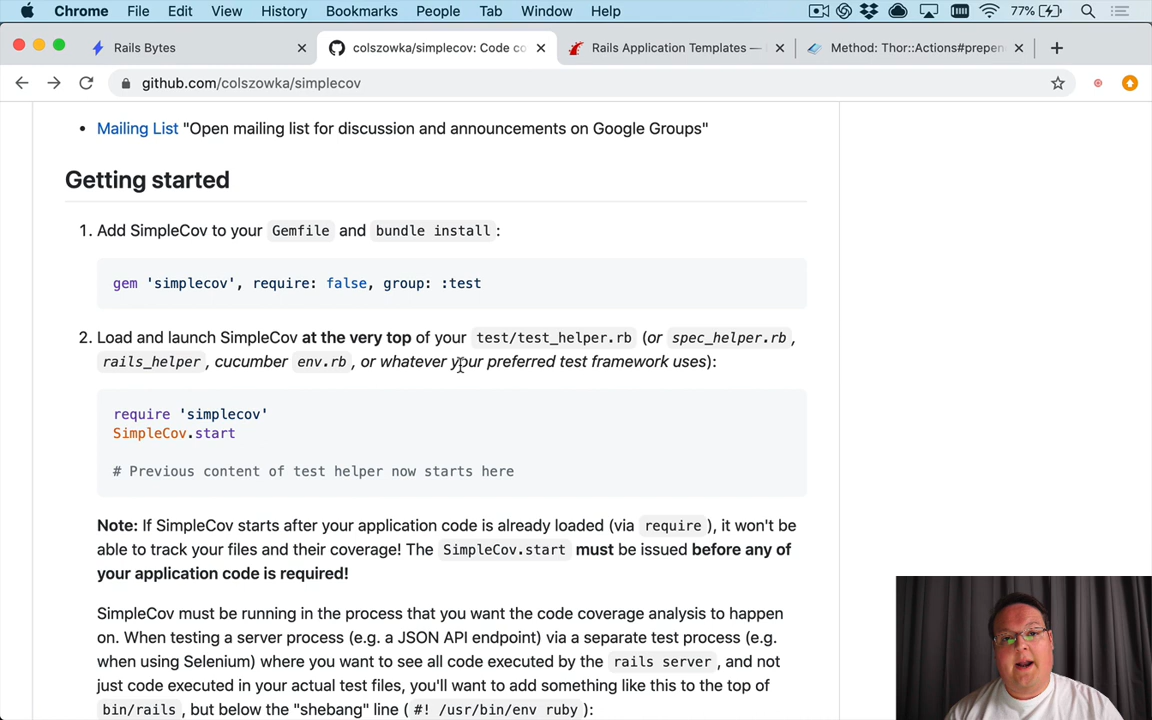 Chrome File Edit View History Bookmarks People Tab Window Help 77%
Rails Bytes
colszowka/simplecov: Code co
Rails Application Templates —
Method: Thor::Actions#prepen
github.com/colszowka/simplecov
• Mailing List "Open mailing list for discussion and announcements on Google Groups"
Getting started
1. Add SimpleCov to your Gemfile and bundle install :
gem 'simplecov', require: false, group: :test
2. Load and launch SimpleCov at the very top of your test/test_helper.rb (or spec_helper.rb ,
rails_helper , cucumber env.rb , or whatever your preferred test framework uses):
require 'simplecov'
SimpleCov.start
# Previous content of test helper now starts here
Note: If SimpleCov starts after your application code is already loaded (via require ), it won't be
able to track your files and their coverage! The SimpleCov.start must be issued before any of
your application code is required!
SimpleCov must be running in the process that you want the code coverage analysis to happen
on. When testing a server process (e.g. a JSON API endpoint) via a separate test process (e.g.
when using Selenium) where you want to see all code executed by the rails server , and not
just code executed in your actual test files, you'll want to add something like this to the top of
bin/rails , but below the "shebang" line ( #! /usr/bin/env ruby ):